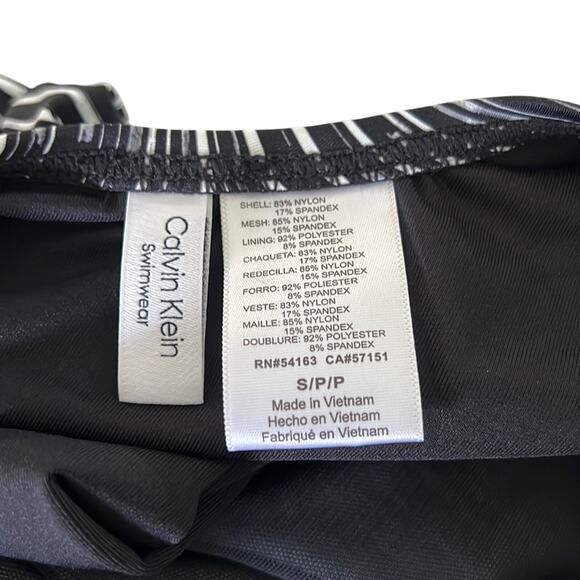 Calvin Klein
Swimwear
SHELL: 83% NYLON
17% SPANDEX
MESH: 85% NYLON
15% SPANDEX
LINING: 92% POLYESTER
8% SPANDEX
CHAQUETA: 83% NYLON
17% SPANDEX
REDECILLA: 85% NYLON
15% SPANDEX
FORRO: 92% POLIESTER
8% SPANDEX
VESTE: 83% NYLON
17% SPANDEX
MAILLE: 85% NYLON
15% SPANDEX
DOUBLURE: 92% POLYESTER
8% SPANDEX
RN#54163 CA#57151
S/P/P
Made in Vietnam
Hecho en Vietnam
Fabriqué en Vietnam